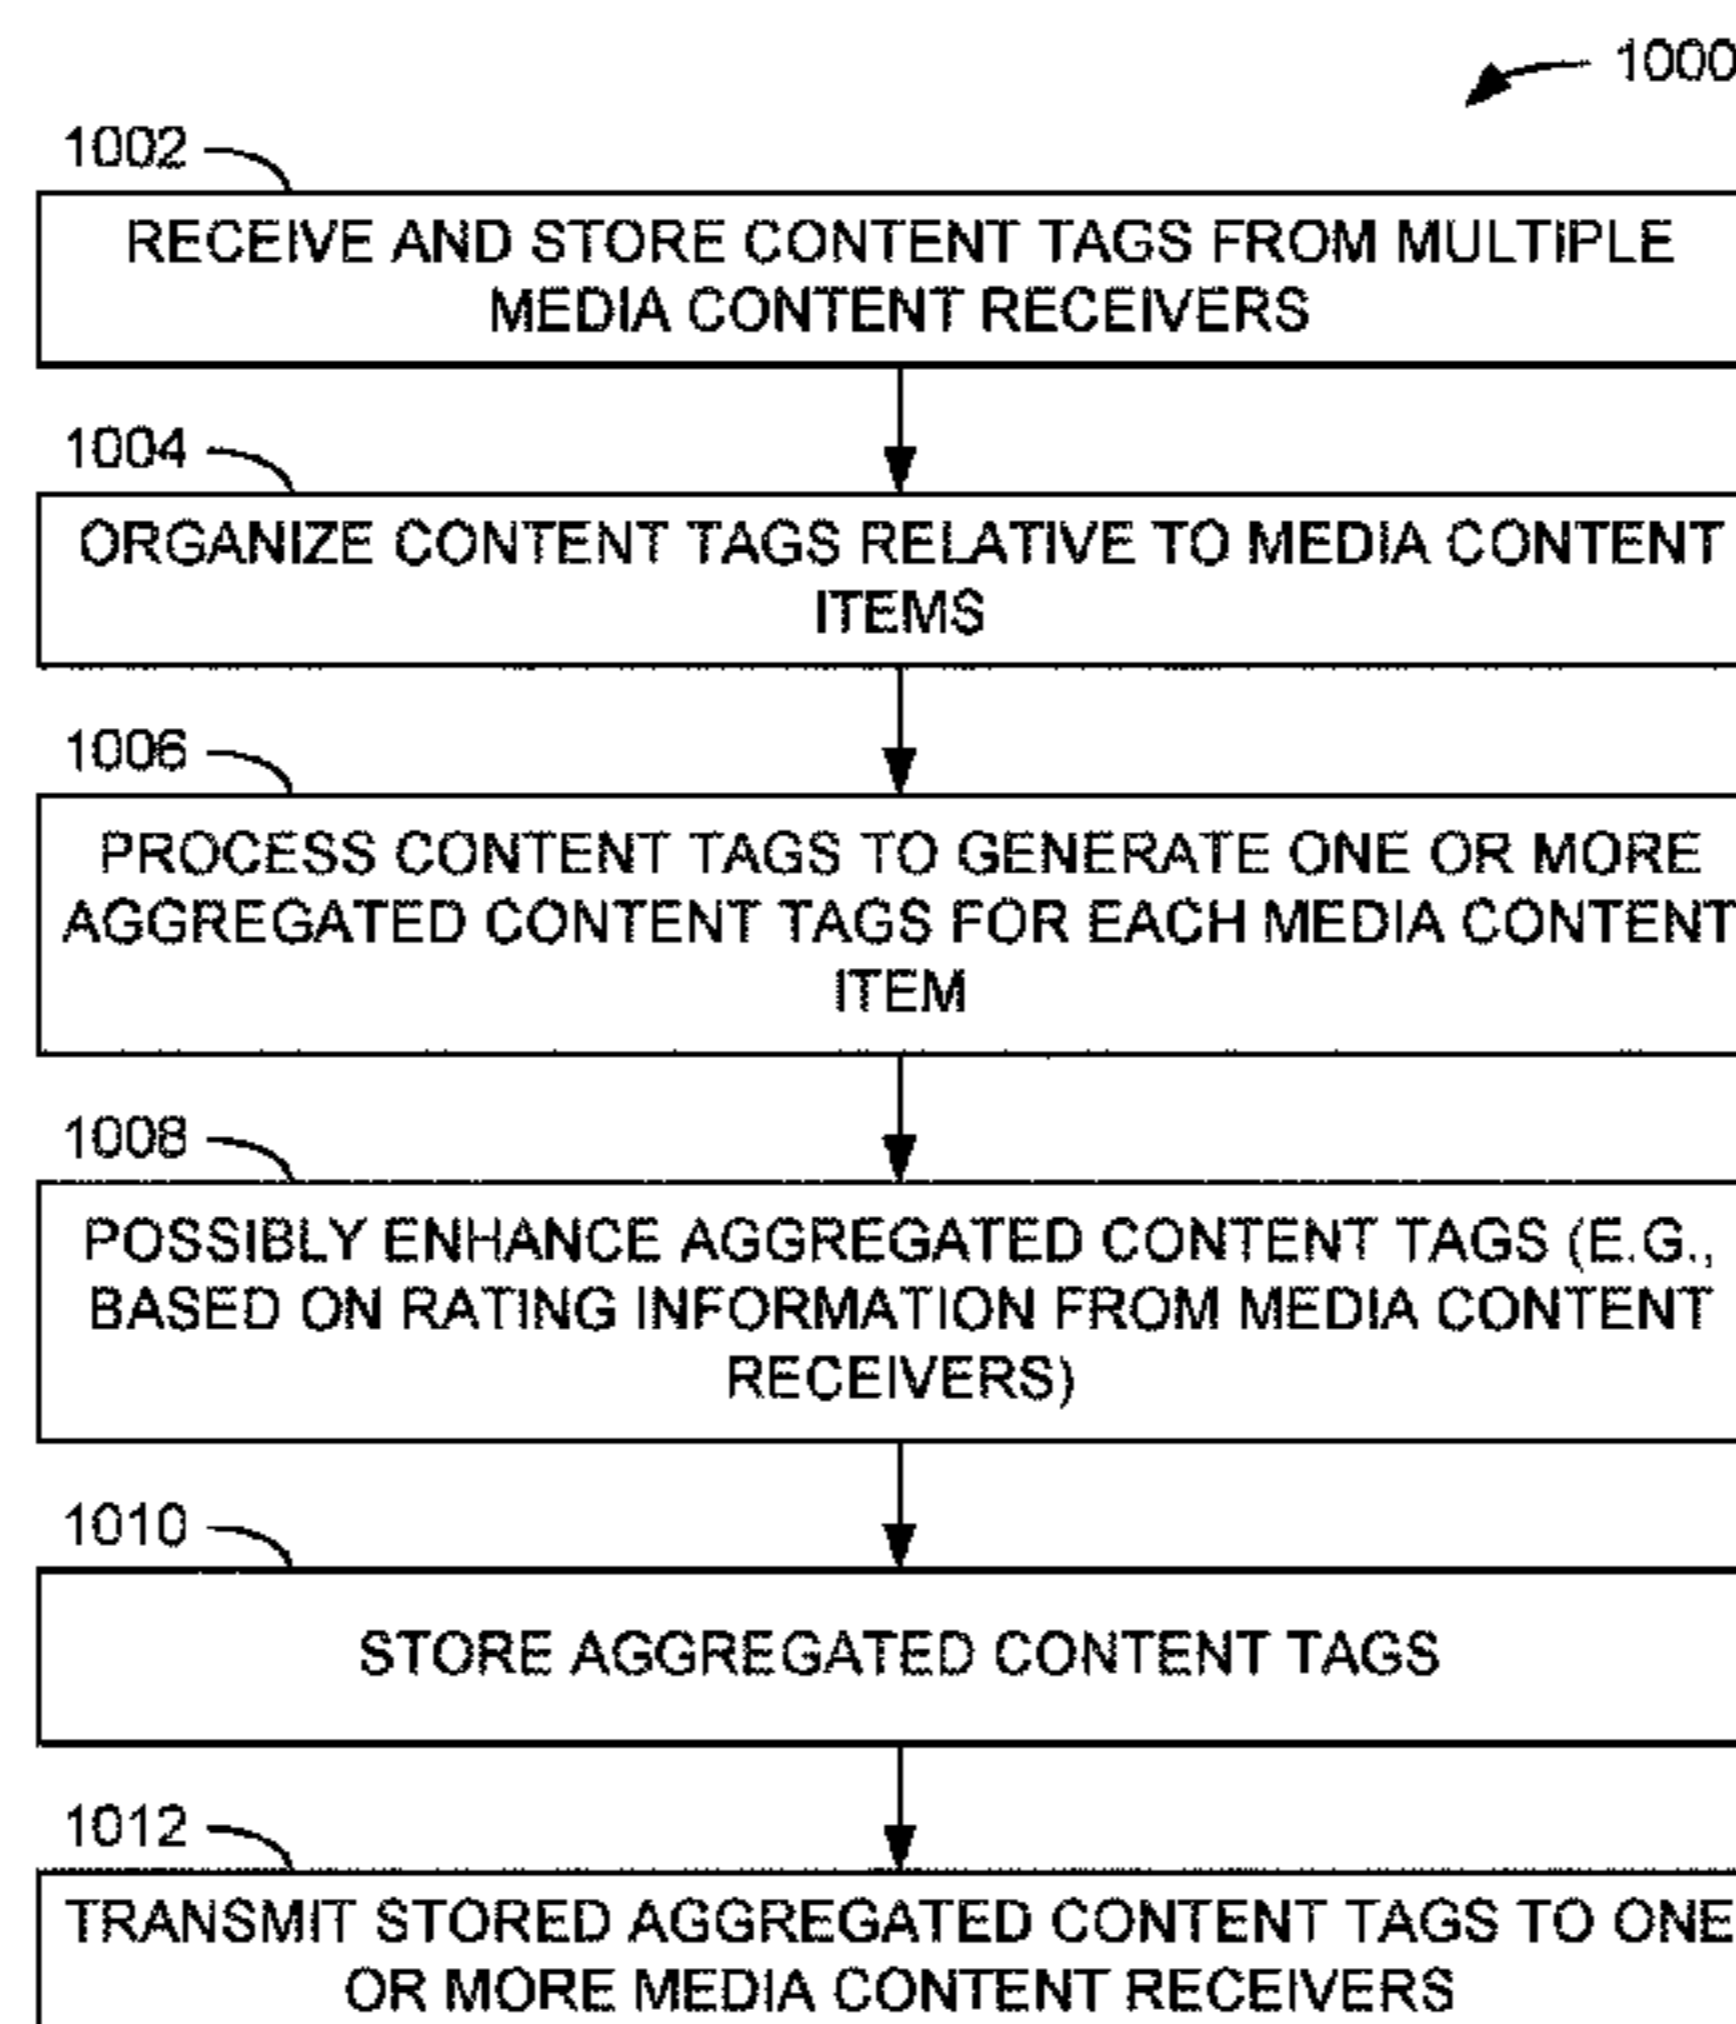 1000
1002
RECEIVE AND STORE CONTENT TAGS FROM MULTIPLE
MEDIA CONTENT RECEIVERS
1004
ORGANIZE CONTENT TAGS RELATIVE TO MEDIA CONTENT
ITEMS
1006
PROCESS CONTENT TAGS TO GENERATE ONE OR MORE
AGGREGATED CONTENT TAGS FOR EACH MEDIA CONTENT
ITEM
1008
POSSIBLY ENHANCE AGGREGATED CONTENT TAGS (E.G.,
BASED ON RATING INFORMATION FROM MEDIA CONTENT
RECEIVERS)
1010
STORE AGGREGATED CONTENT TAGS
1012
TRANSMIT STORED AGGREGATED CONTENT TAGS TO ONE
OR MORE MEDIA CONTENT RECEIVERS